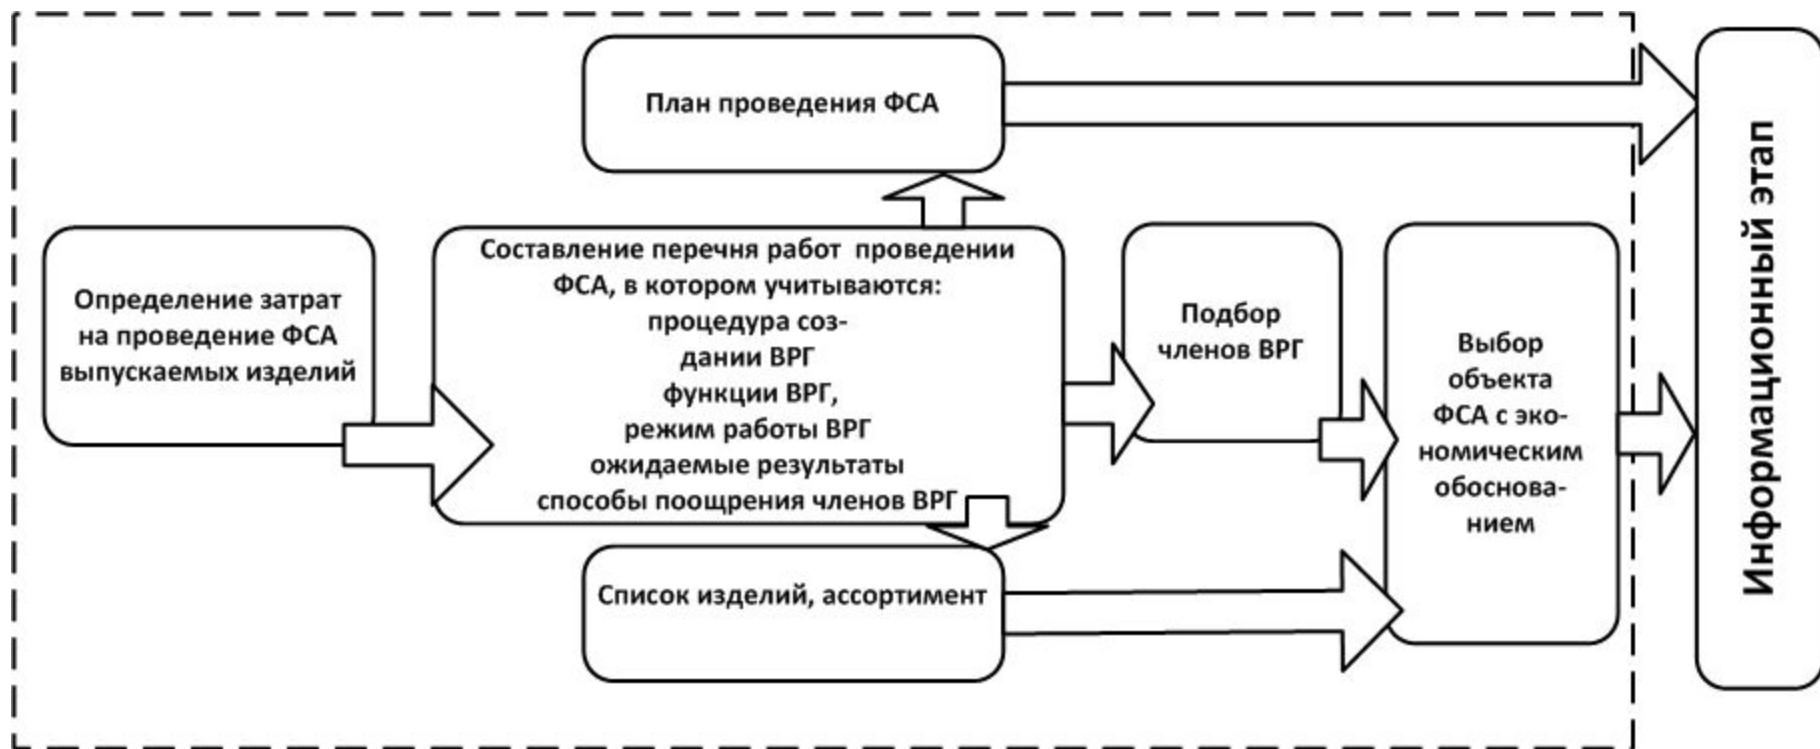 План проведения ФСА
Определение затрат
на проведение ФСА
выпускаемых изделий
Составление перечня работ  проведении
ФСА, в котором учитываются:
процедура соз-
дании ВРГ
функции ВРГ,
режим работы ВРГ
ожидаемые результаты
способы поощрения членов ВРГ
Подбор
членов ВРГ
Выбор
объекта
ФСА с эко-
номическим
обоснова-
нием
Список изделий, ассортимент
Информационный этап